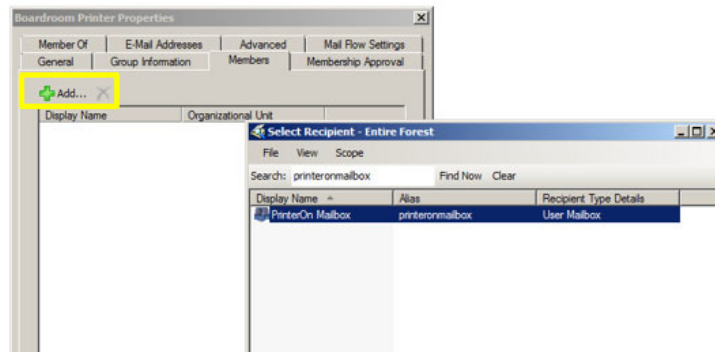 Boardroom Printer Properties
Member Of E-Mail Addresses Advanced Mail Flow Settings
General Group Information Members Membership Approval
Add...
Display Name Organizational Unit
Select Recipient - Entire Forest
File View Scope
Search: printeronmailbox Find Now Clear
Display Name Alias Recipient Type Details
PrinterOn Mailbox printeronmailbox User Mailbox